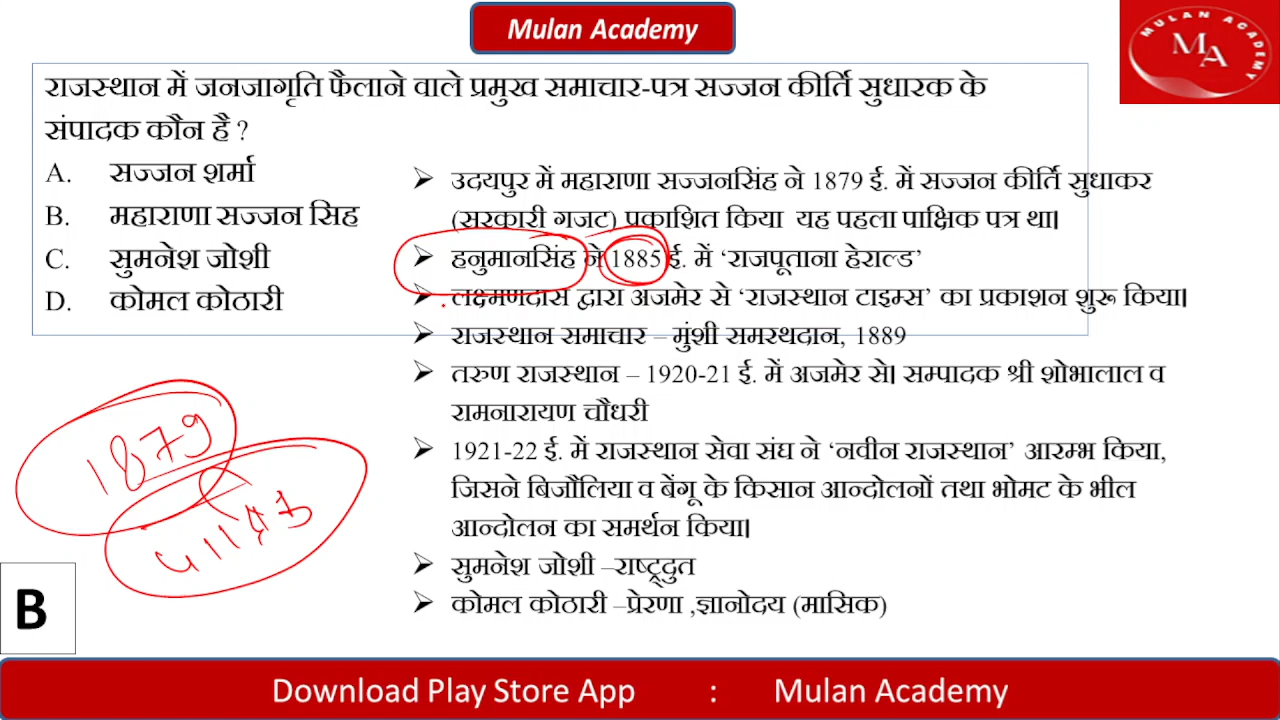 Mulan Academy
MULAN ACADEMY
MA
राजस्थान में जनजागृति फैलाने वाले प्रमुख समाचार-पत्र सज्जन कीर्ति सुधारक के
संपादक कौन है ?
A. सज्जन शर्मा
B. महाराणा सज्जन सिह
C. सुमनेश जोशी
D. कोमल कोठारी
➢ उदयपुर में महाराणा सज्जनसिंह ने 1879 ई. में सज्जन कीर्ति सुधाकर
(सरकारी गजट) प्रकाशित किया यह पहला पाक्षिक पत्र था।
➢ हनुमानसिंह ने 1885 ई. में ‘राजपूताना हेराल्ड’
➢ लक्ष्मणदास द्वारा अजमेर से ‘राजस्थान टाइम्स’ का प्रकाशन शुरू किया।
➢ राजस्थान समाचार – मुंशी समरथदान, 1889
➢ तरुण राजस्थान – 1920-21 ई. में अजमेर से। सम्पादक श्री शोभालाल व
रामनारायण चौधरी
➢ 1921-22 ई. में राजस्थान सेवा संघ ने ‘नवीन राजस्थान’ आरम्भ किया,
जिसने बिजौलिया व बेंगू के किसान आन्दोलनों तथा भोमट के भील
आन्दोलन का समर्थन किया।
➢ सुमनेश जोशी –राष्ट्रदुत
➢ कोमल कोठारी –प्रेरणा ,ज्ञानोदय (मासिक)
1879
B
Download Play Store App : Mulan Academy